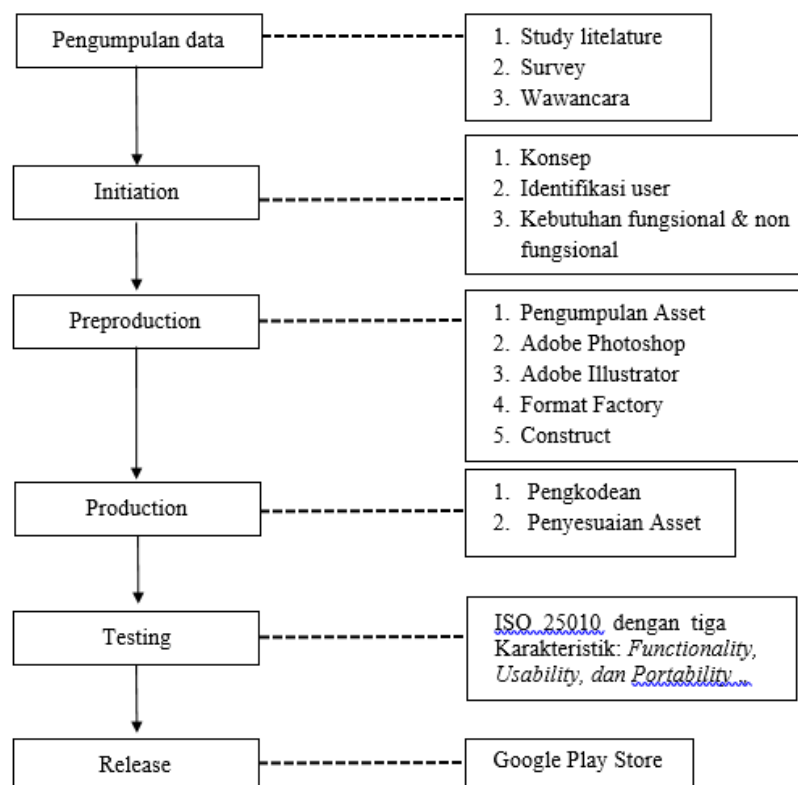 Pengumpulan data
1. Study litelature
2. Survey
3. Wawancara
Initiation
1. Konsep
2. Identifikasi user
3. Kebutuhan fungsional & non
fungsional
Preproduction
1. Pengumpulan Asset
2. Adobe Photoshop
3. Adobe Illustrator
4. Format Factory
5. Construct
Production
1. Pengkodean
2. Penyesuaian Asset
Testing
ISO 25010 dengan tiga
Karakteristik: Functionality,
Usability, dan Portability ,,
Release
Google Play Store